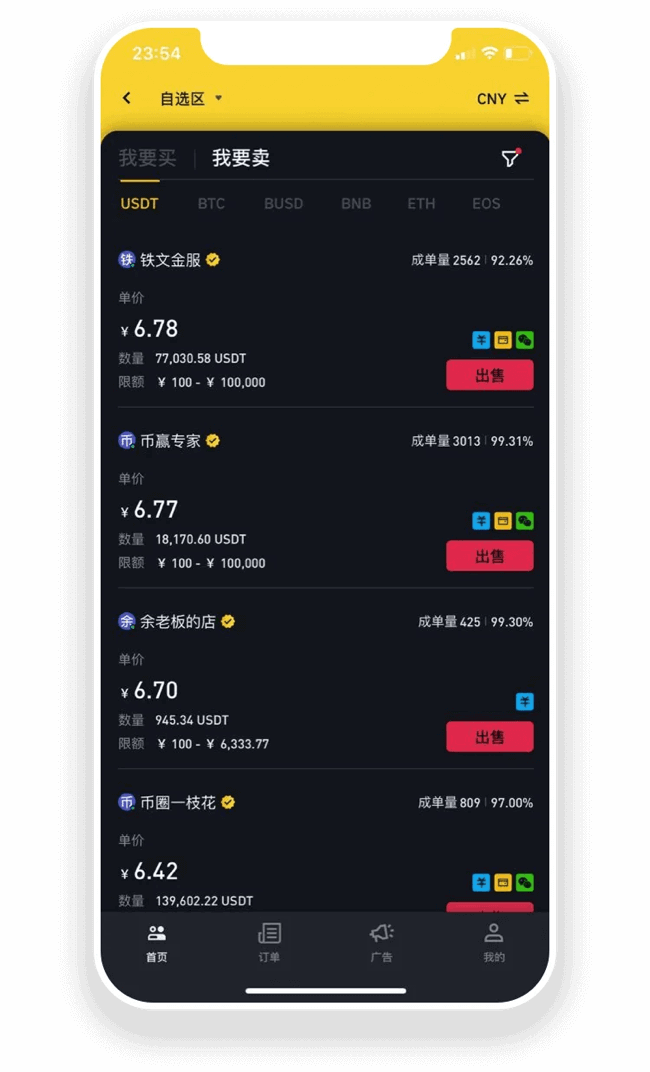 23:54
自选区
CNY
我要买 我要卖
USDT BTC BUSD BNB ETH EOS
铁 铁文金服 成单量 2562 92.26%
单价
¥ 6.78
数量 77,030.58 USDT
限额 ¥ 100 - ¥ 100,000
出售
币 币赢专家 成单量 3013 99.31%
单价
¥ 6.77
数量 18,170.60 USDT
限额 ¥ 100 - ¥ 100,000
出售
余 余老板的店 成单量 425 99.30%
单价
¥ 6.70
数量 945.34 USDT
限额 ¥ 100 - ¥ 6,333.77
出售
币 币圈一枝花 成单量 809 97.00%
单价
¥ 6.42
数量 139,602.22 USDT
首页 订单 广告 我的